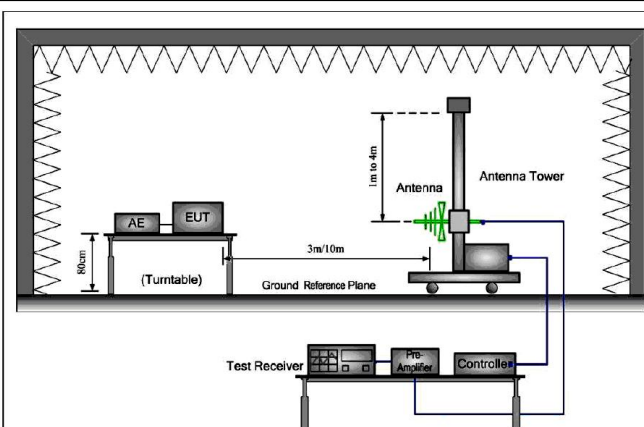 1m to 4m
Antenna
Antenna Tower
AE
EUT
3m/10m
80cm
(Turntable)
Ground Reference Plane
Test Receiver
Pre-
Amplifier
Controlle